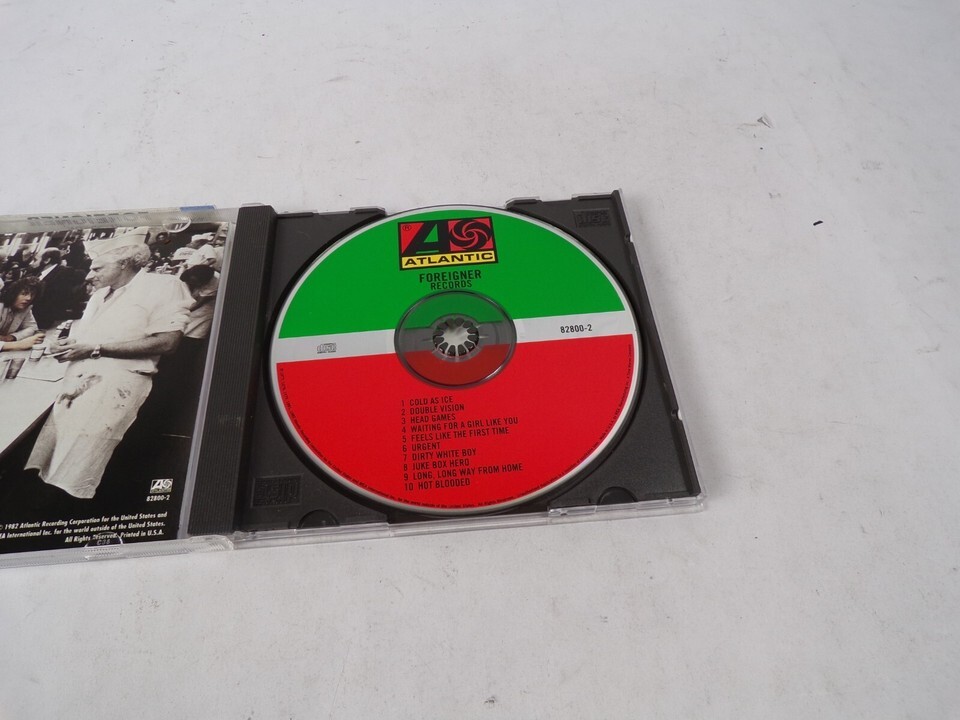 82800-2
1982 Atlantic Recording Corporation for the United States and
International Inc. For the world outside of the United States.
All Rights Reserved. Printed in U.S.A.
®
ATLANTIC
FOREIGNER
RECORDS
82800-2
1 COLD AS ICE
2 DOUBLE VISION
3 HEAD GAMES
4 WAITING FOR A GIRL LIKE YOU
5 FEELS LIKE THE FIRST TIME
6 URGENT
7 DIRTY WHITE BOY
8 JUKE BOX HERO
9 LONG, LONG WAY FROM HOME
10 HOT BLOODED